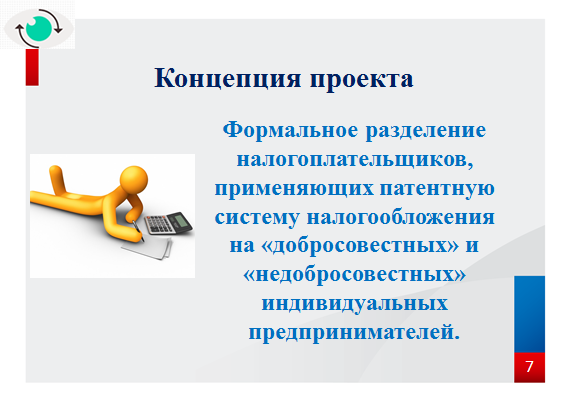 Концепция проекта
Формальное разделение
налогоплательщиков,
применяющих патентную
систему налогообложения
на «добросовестных» и
«недобросовестных»
индивидуальных
предпринимателей.
7